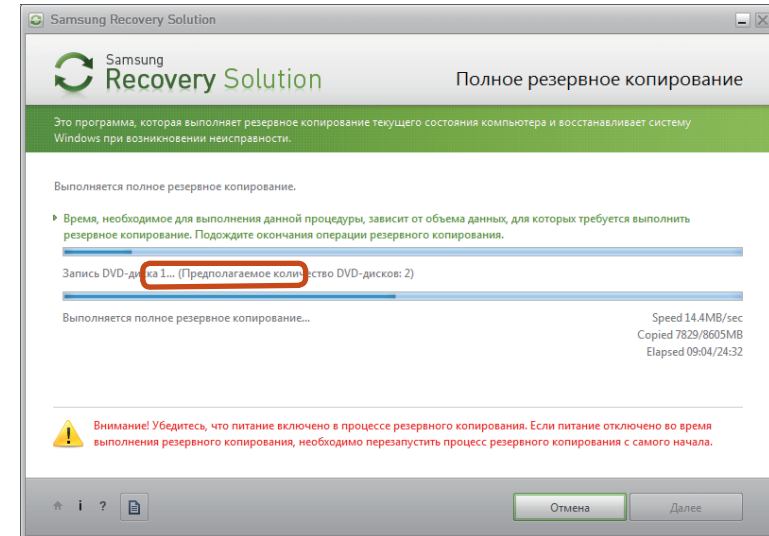 Samsung Recovery Solution
Samsung
Recovery Solution
Полное резервное копирование
Это программа, которая выполняет резервное копирование текущего состояния компьютера и восстанавливает систему
Windows при возникновении неисправности.
Выполняется полное резервное копирование.
Время, необходимое для выполнения данной процедуры, зависит от объема данных, для которых требуется выполнить
резервное копирование. Подождите окончания операции резервного копирования.
Запись DVD-диска 1... (Предполагаемое количество DVD-дисков: 2)
Выполняется полное резервное копирование...
Speed 14.4MB/sec
Copied 7829/8605MB
Elapsed 09:04/24:32
Внимание! Убедитесь, что питание включено в процессе резервного копирования. Если питание отключено во время
выполнения резервного копирования, необходимо перезапустить процесс резервного копирования с самого начала.
i ?
Отмена
Далее